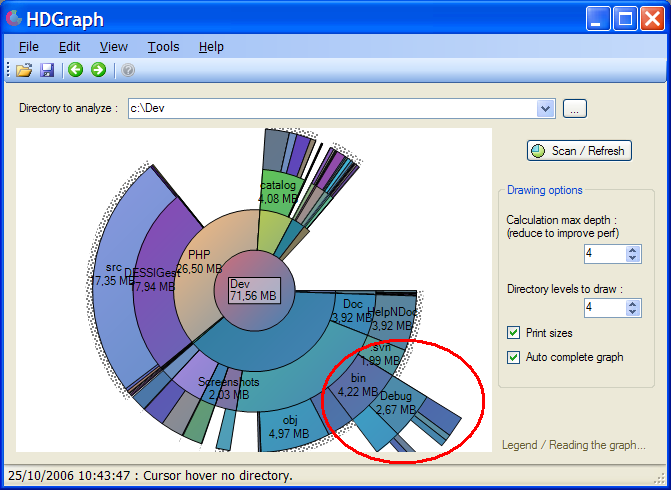 HDGraph
File Edit View Tools Help
Directory to analyze :
c:\Dev
...
Scan / Refresh
Drawing options
Calculation max depth :
(reduce to improve perf)
4
Directory levels to draw :
4
Print sizes
Auto complete graph
Legend / Reading the graph...
catalog
4,08 MB
PHP
26,50 MB
src
17,35 MB
DESSIGest
17,94 MB
Dev
71,56 MB
Doc
3,92 MB
HelpNDoc
3,92 MB
svn
1,99 MB
bin
4,22 MB
Debug
2,67 MB
Screenshots
2,03 MB
obj
4,97 MB
25/10/2006 10:43:47 : Cursor hover no directory.